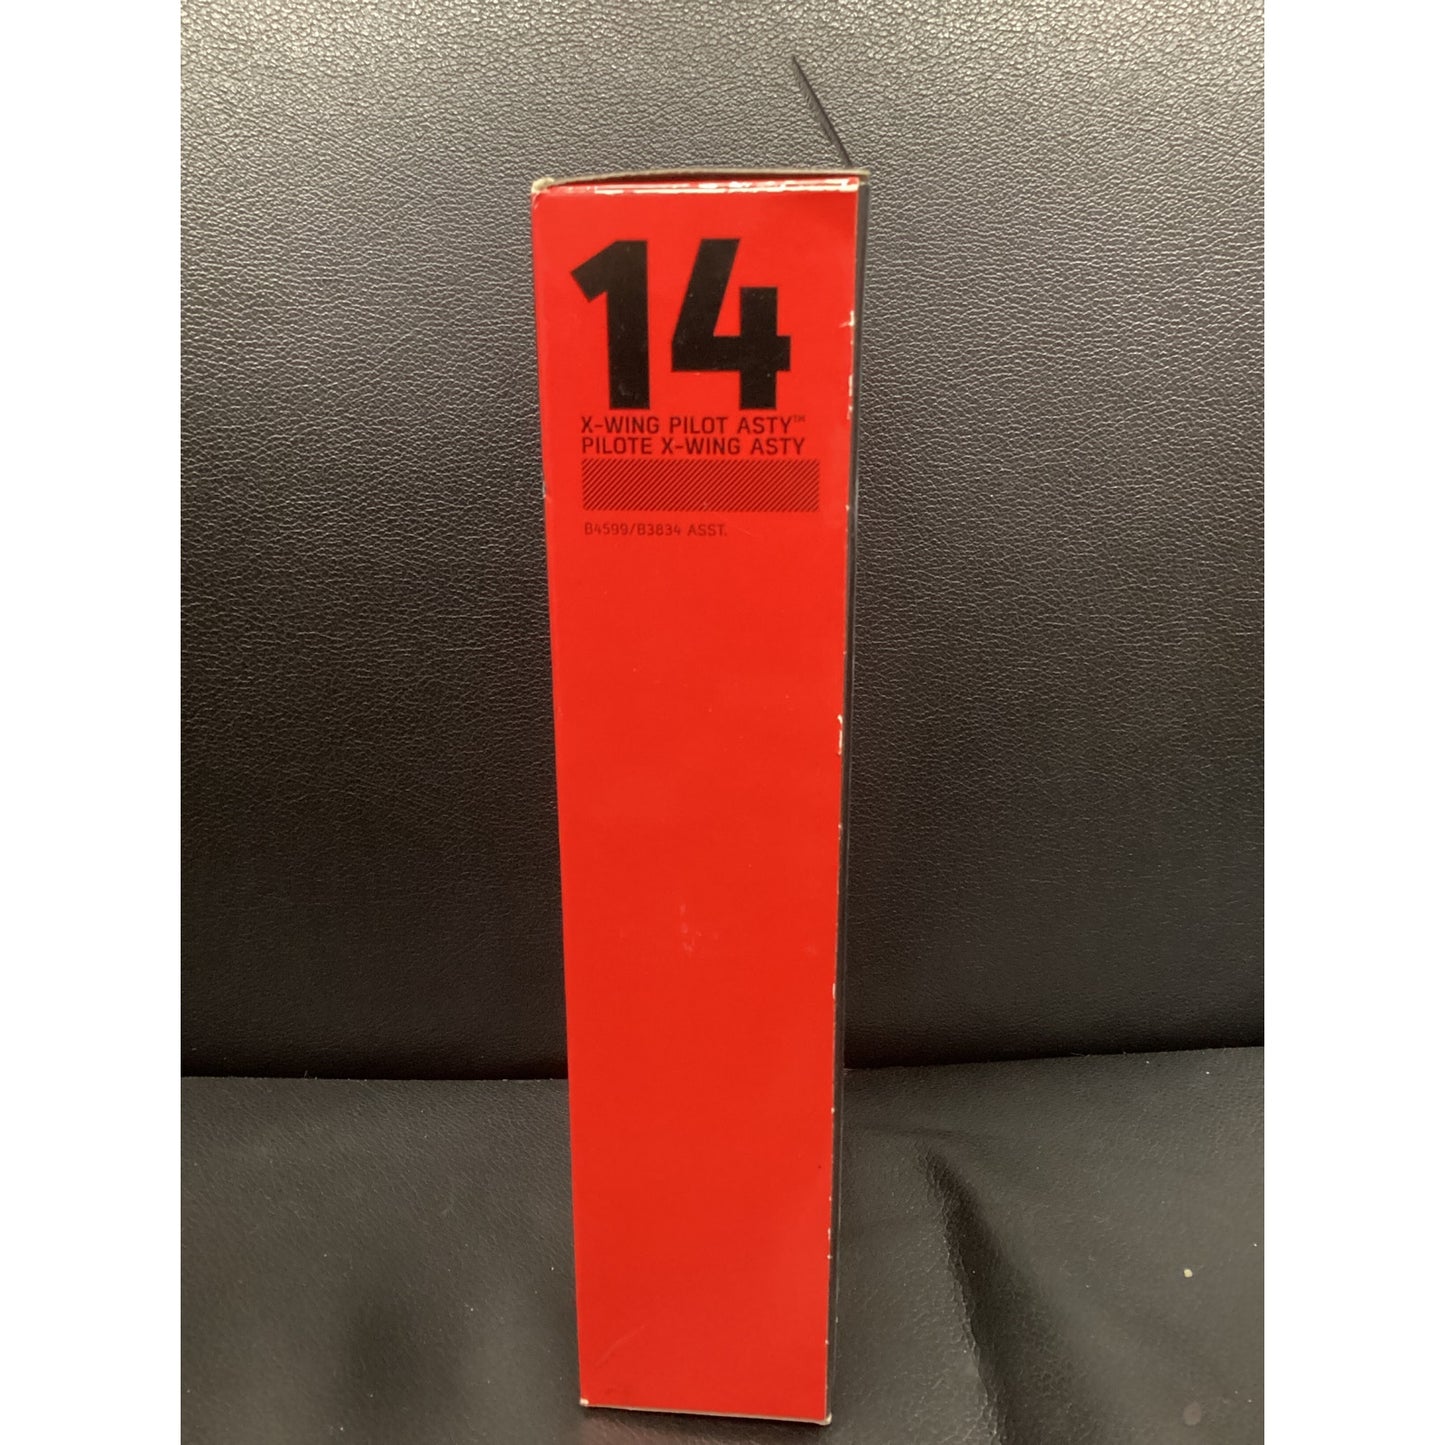 14
X-WING PILOT ASTY™
PILOTE X-WING ASTY
B4599/B3834 ASST.